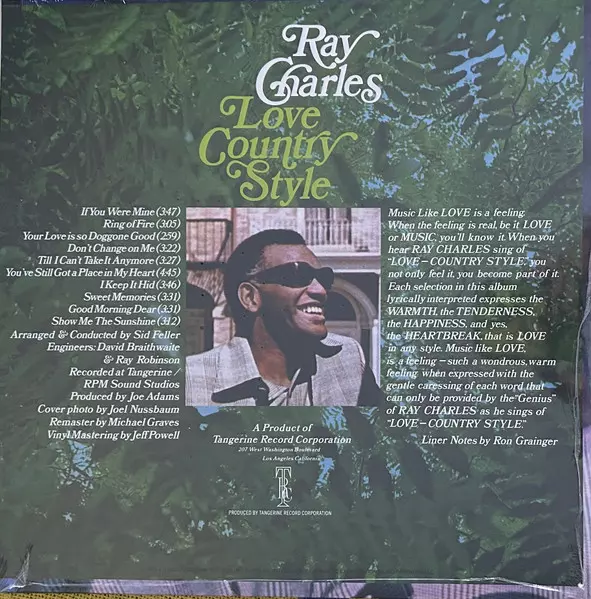 Ray
Charles
Love
Country
Style
If You Were Mine (3:47)
Ring of Fire (3:05)
Your Love is so Doggone Good (2:59)
Don't Change on Me (3:22)
Till I Can't Take It Anymore (3:27)
You've Still Got a Place in My Heart (4:45)
I Keep It Hid (3:46)
Sweet Memories (3:31)
Good Morning Dear (3:31)
Show Me The Sunshine (3:12)
Arranged & Conducted by Sid Feller
Engineers: David Braithwaite
& Ray Robinson
Recorded at Tangerine /
RPM Sound Studios
Produced by Joe Adams
Cover photo by Joel Nussbaum
Remaster by Michael Graves
Vinyl Mastering by Jeff Powell
Music Like LOVE is a feeling.
When the feeling is real, be it LOVE
or MUSIC, you'll know it. When you
hear RAY CHARLES sing of
"LOVE – COUNTRY STYLE," you
not only feel it, you become part of it.
Each selection in this album
lyrically interpreted expresses the
WARMTH, the TENDERNESS,
the HAPPINESS, and yes,
the HEARTBREAK, that is LOVE
in any style. Music like LOVE,
is a feeling – such a wondrous, warm
feeling when expressed with the
gentle caressing of each word that
can only be provided by the "Genius"
of RAY CHARLES as he sings of
"LOVE – COUNTRY STYLE."
Liner Notes by Ron Grainger
A Product of
Tangerine Record Corporation
207 West Washington Boulevard
Los Angeles California
TRC
PRODUCED BY TANGERINE RECORD CORPORATION